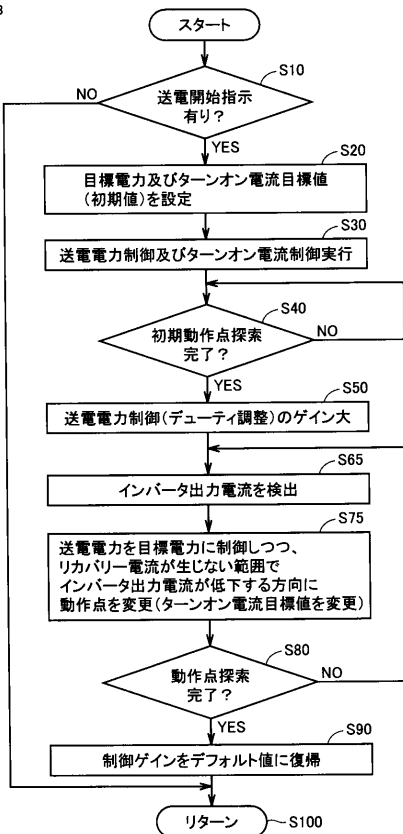 3
スタート
S10
送電開始指示
有り?
NO
YES
S20
目標電力及びターンオン電流目標値
(初期値)を設定
S30
送電電力制御及びターンオン電流制御実行
S40
初期動作点探索
完了?
NO
YES
S50
送電電力制御(デューティ調整)のゲイン大
S65
インバータ出力電流を検出
S75
送電電力を目標電力に制御しつつ、
リカバリー電流が生じない範囲で
インバータ出力電流が低下する方向に
動作点を変更(ターンオン電流目標値を変更)
S80
動作点探索
完了?
NO
YES
S90
制御ゲインをデフォルト値に復帰
リターン
S100